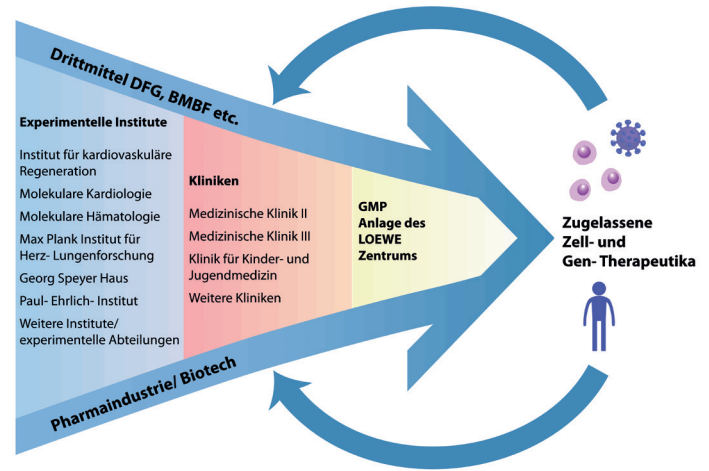 Drittmittel DFG, BMBF etc.
Experimentelle Institute
Institut für kardiovaskuläre
Regeneration
Molekulare Kardiologie
Molekulare Hämatologie
Max Plank Institut für
Herz- Lungenforschung
Georg Speyer Haus
Paul- Ehrlich- Institut
Weitere Institute/
experimentelle Abteilungen
Kliniken
Medizinische Klinik II
Medizinische Klinik III
Klinik für Kinder- und
Jugendmedizin
Weitere Kliniken
GMP
Anlage des
LOEWE
Zentrums
Zugelassene
Zell- und
Gen- Therapeutika
Pharmaindustrie/ Biotech